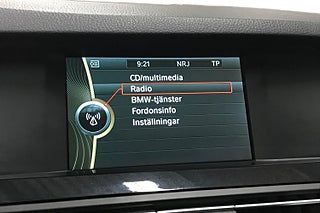 9:21 NRJ TP
CD/multimedia
Radio
BMW-tjänster
Fordonsinfo
Inställningar